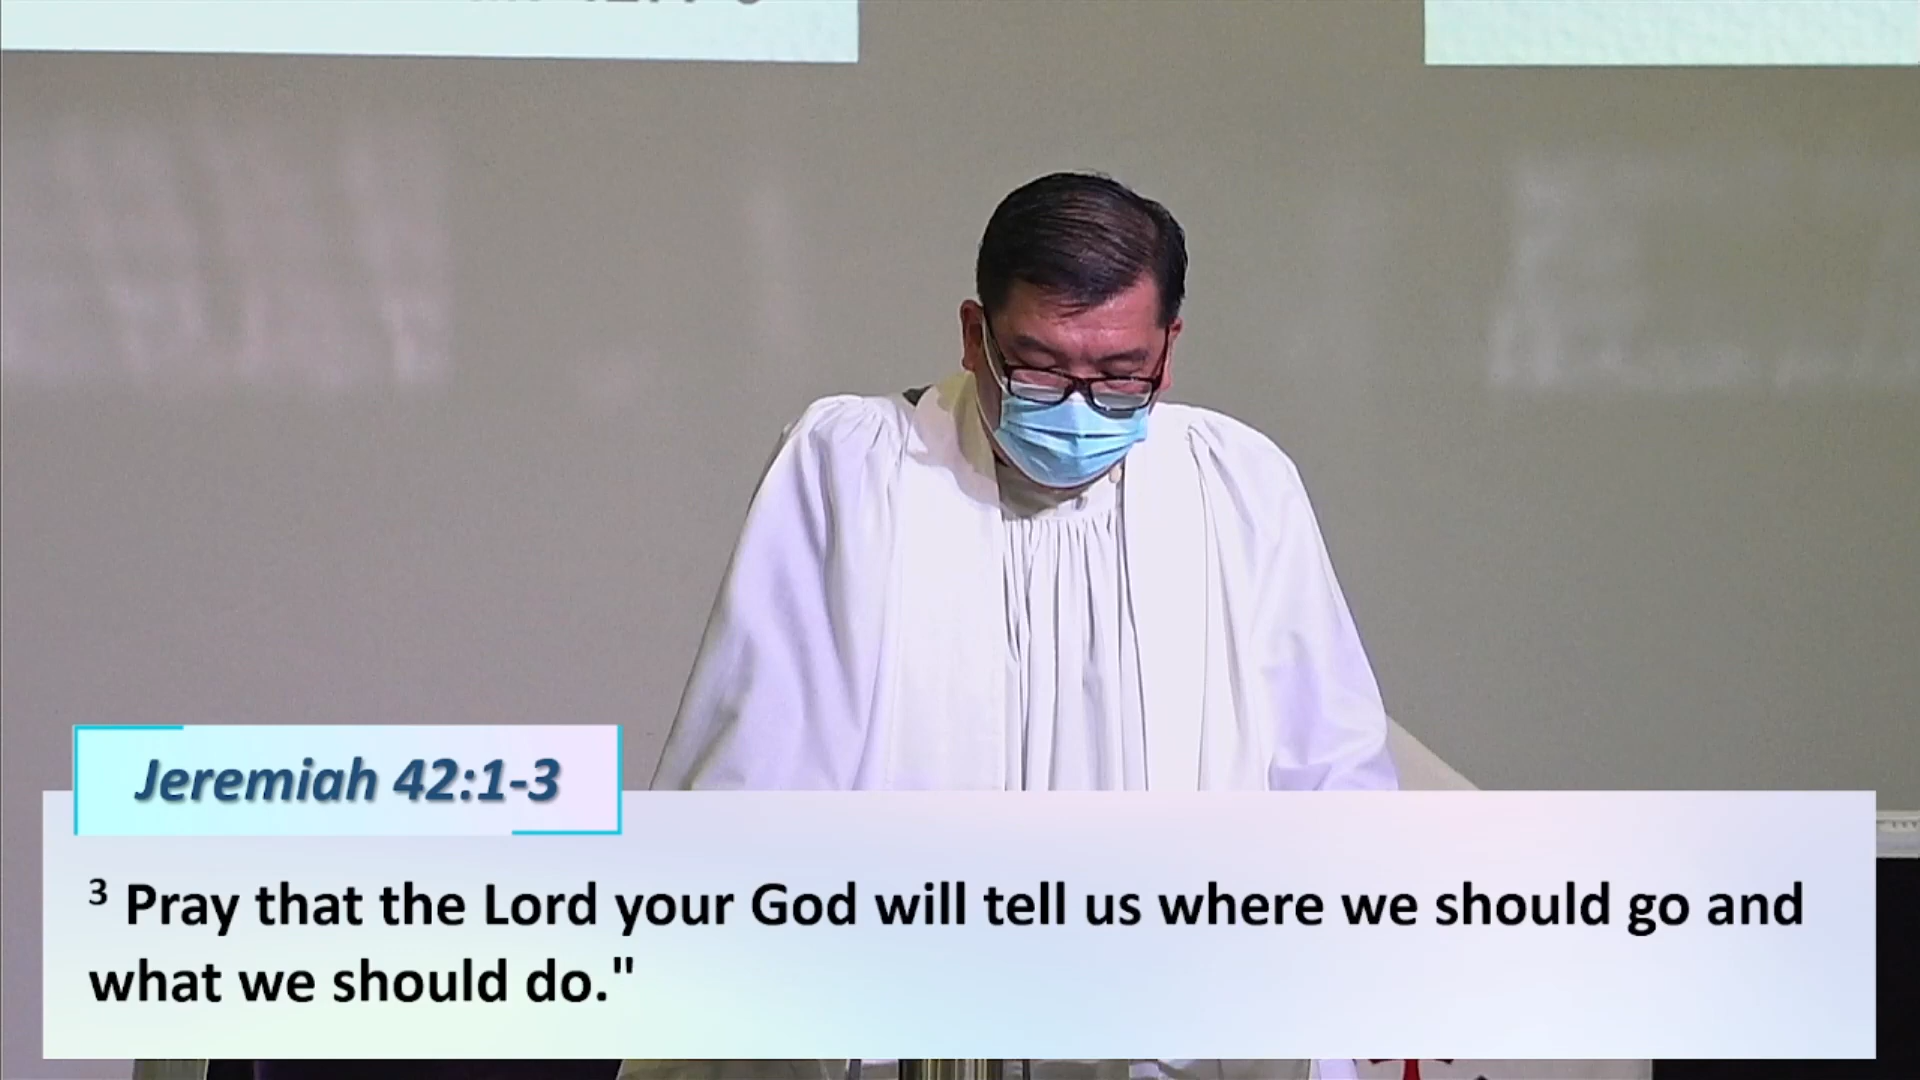 Jeremiah 42:1-3
3 Pray that the Lord your God will tell us where we should go and
what we should do."